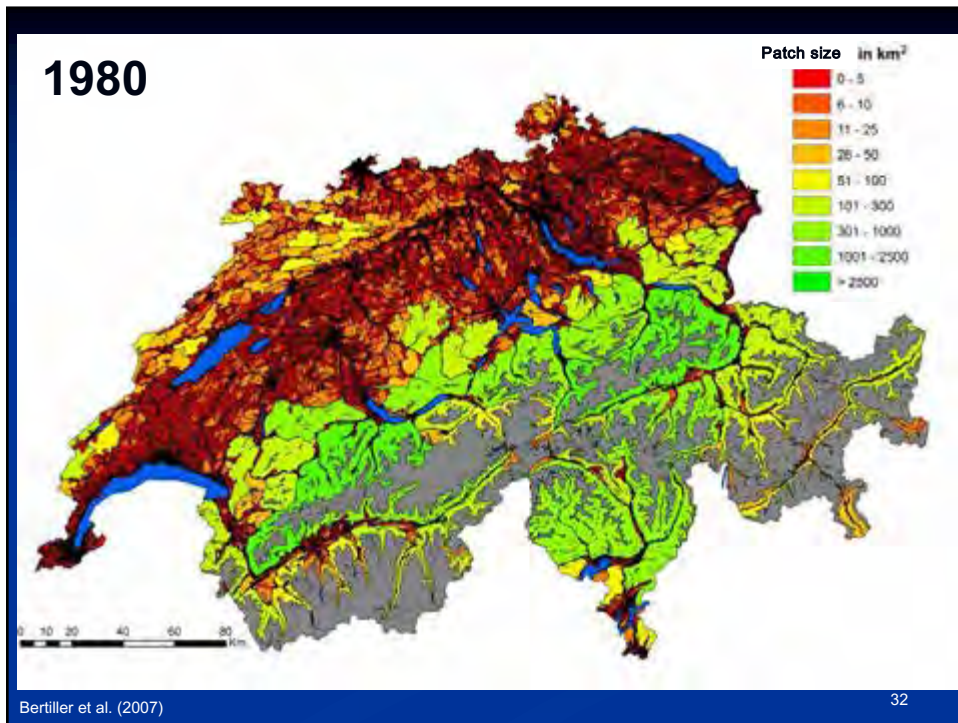 1980
Patch size in km²
0 - 5
6 - 10
11 - 25
26 - 50
51 - 100
101 - 300
301 - 1000
1001 - 2500
> 2500
0 10 20 40 60 80
Km
Bertiller et al. (2007)
32